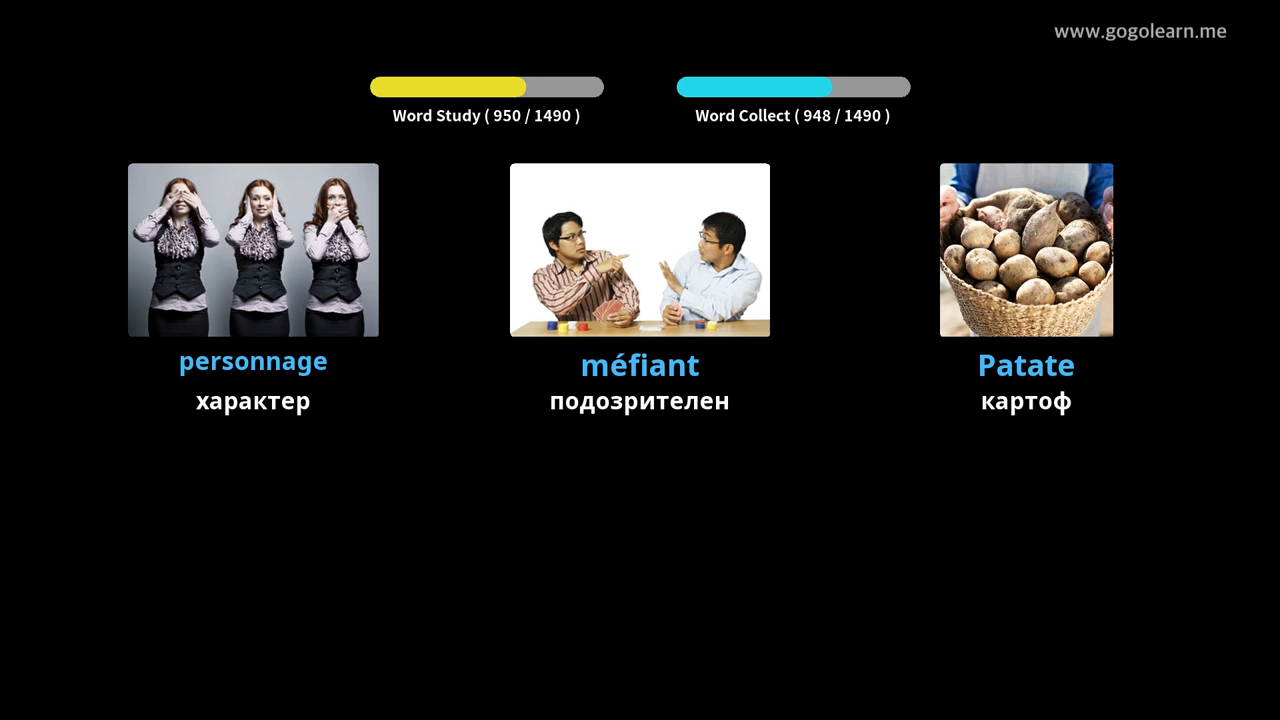 www.gogolearn.me
Word Study ( 950 / 1490 )
Word Collect ( 948 / 1490 )
personnage
характер
méfiant
подозрителен
Patate
картоф